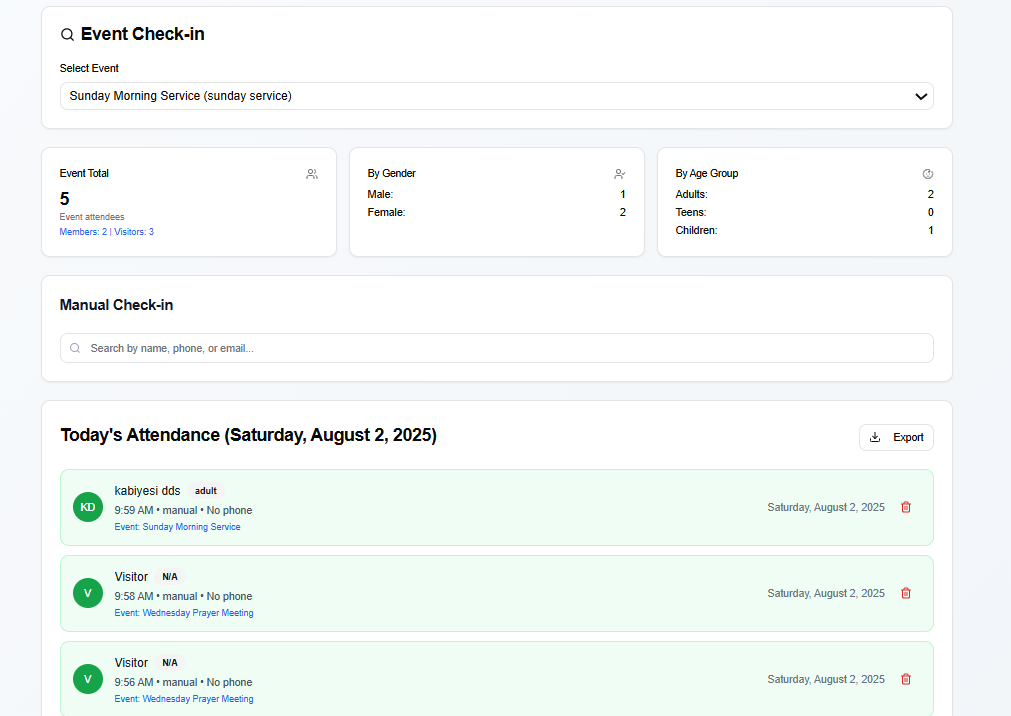 Event Check-in
Select Event
Sunday Morning Service (sunday service)
Event Total
5
Event attendees
Members: 2 | Visitors: 3
By Gender
Male: 1
Female: 2
By Age Group
Adults: 2
Teens: 0
Children: 1
Manual Check-in
Search by name, phone, or email...
Today's Attendance (Saturday, August 2, 2025)
Export
KD
kabiyesi dds adult
9:59 AM • manual • No phone
Event: Sunday Morning Service
Saturday, August 2, 2025
V
Visitor N/A
9:58 AM • manual • No phone
Event: Wednesday Prayer Meeting
Saturday, August 2, 2025
V
Visitor N/A
9:56 AM • manual • No phone
Event: Wednesday Prayer Meeting
Saturday, August 2, 2025